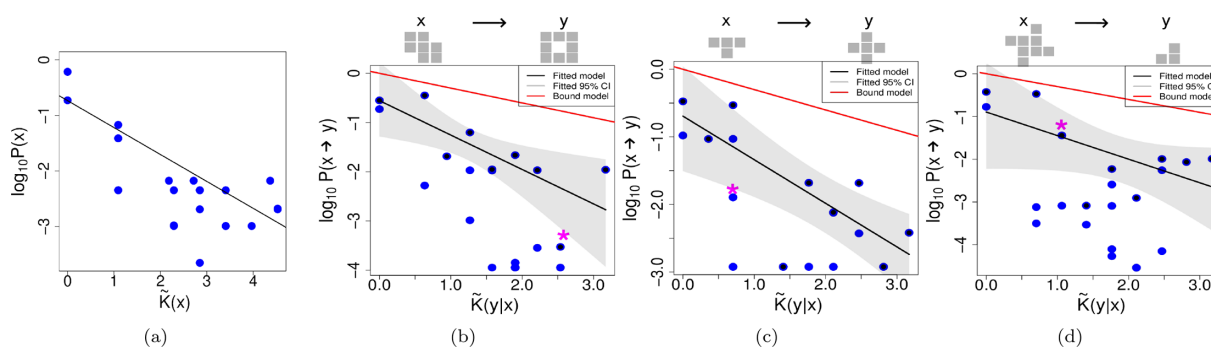 x → y
x → y
x → y
0
-1
-2
-3
log10P(x)
0 1 2 3 4
K̃(x)
(a)
Fitted model
Fitted 95% CI
Bound model
0
-1
-2
-3
-4
log10 P(x → y)
0.0 1.0 2.0 3.0
K̃(y|x)
(b)
Fitted model
Fitted 95% CI
Bound model
0.0
-1.0
-2.0
-3.0
log10 P(x → y)
0.0 1.0 2.0 3.0
K̃(y|x)
(c)
Fitted model
Fitted 95% CI
Bound model
0
-1
-2
-3
-4
log10 P(x → y)
0.0 1.0 2.0 3.0
K̃(y|x)
(d)